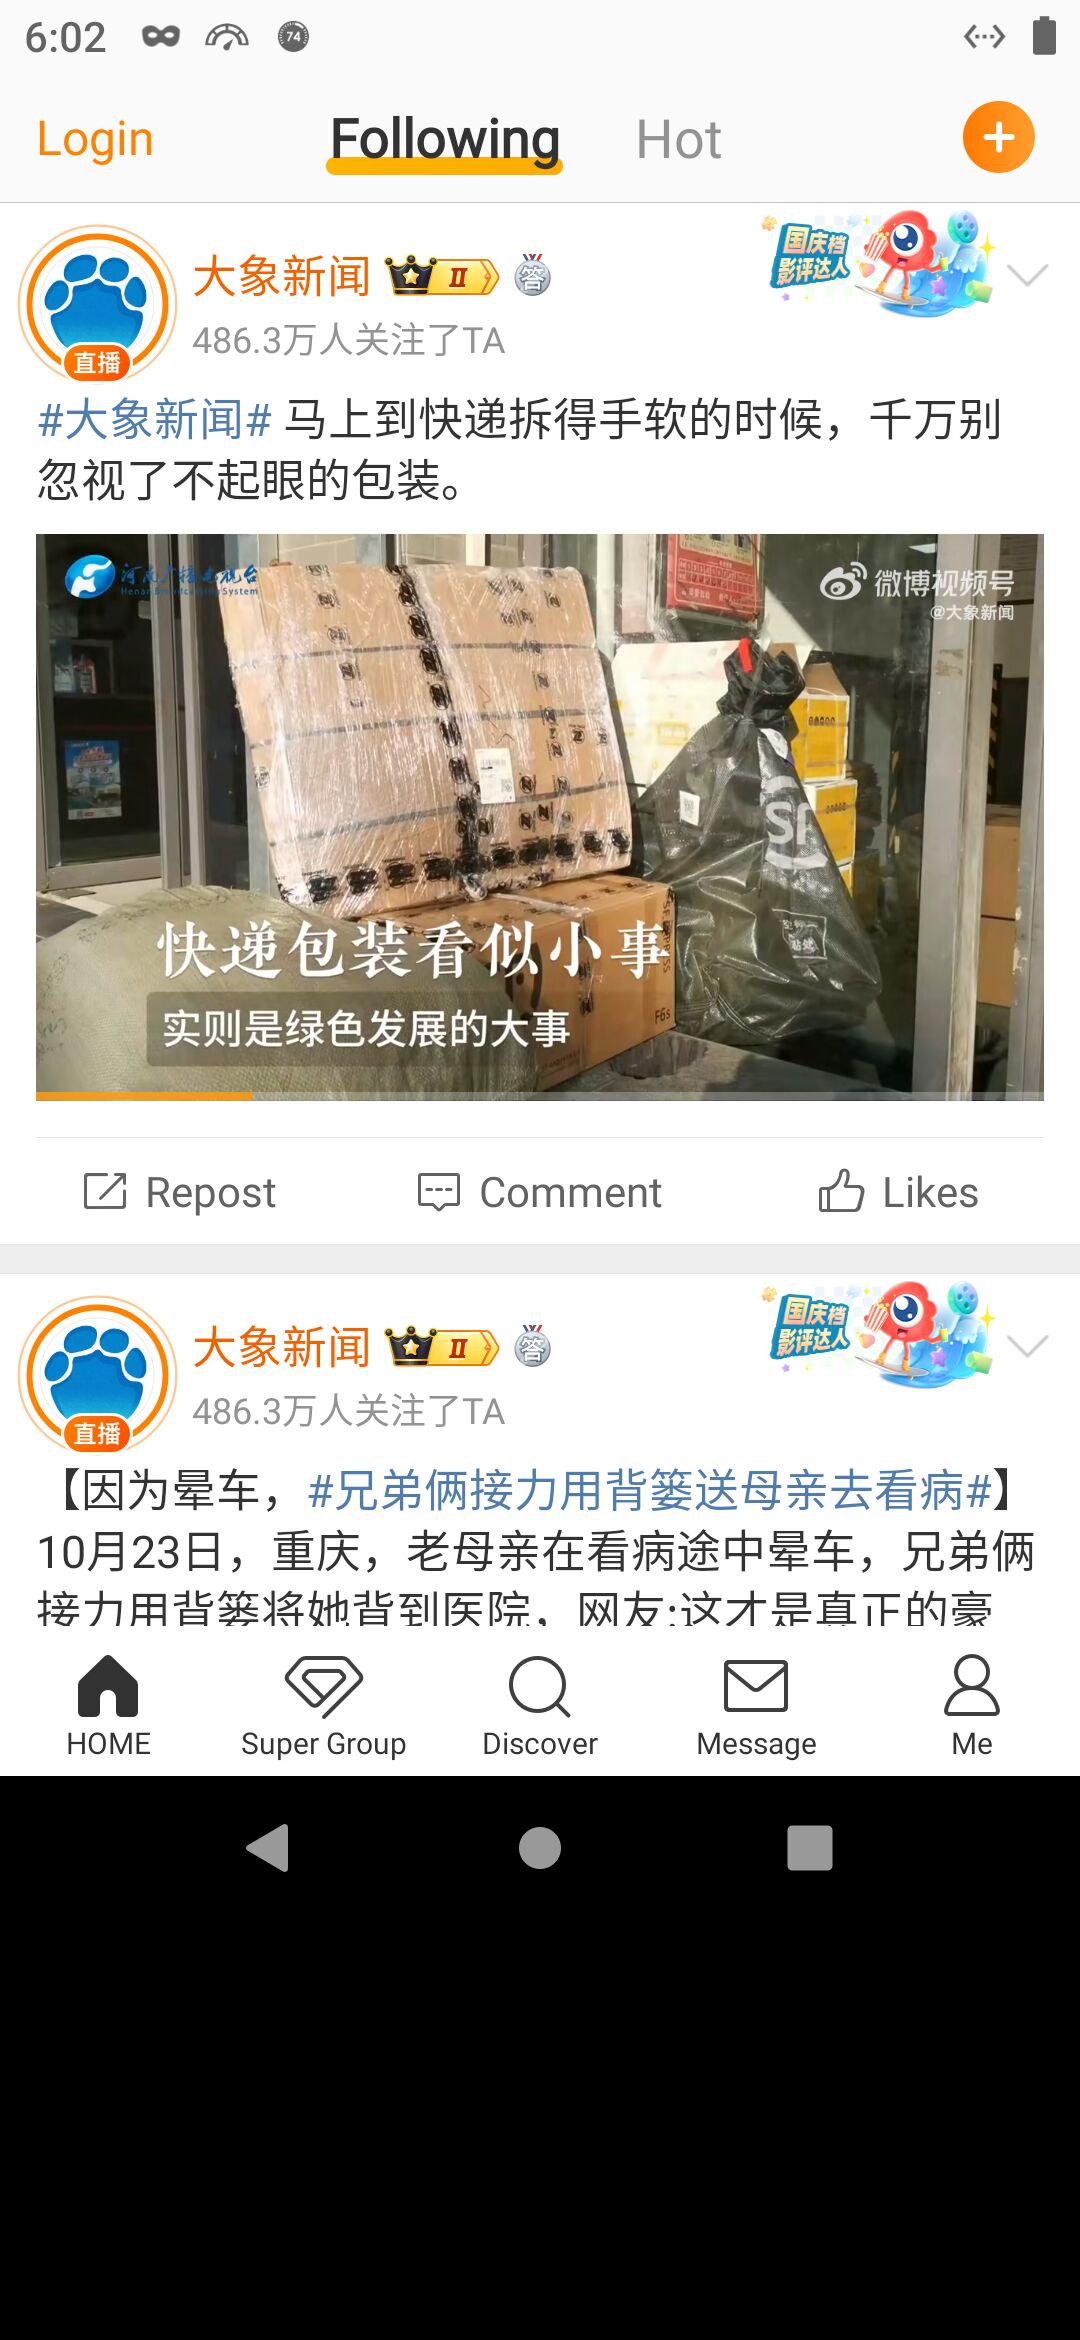 6:02
74
Login
Following
Hot
大象新闻
II
答
国庆档
影评达人
486.3万人关注了TA
直播
#大象新闻# 马上到快递拆得手软的时候，千万别
忽视了不起眼的包装。
河南广播电视台
Henan Broadcasting System
微博视频号
@大象新闻
SF
快递包装看似小事
F6s
实则是绿色发展的大事
Repost
Comment
Likes
大象新闻
II
答
国庆档
影评达人
486.3万人关注了TA
直播
【因为晕车，#兄弟俩接力用背篓送母亲去看病#】
10月23日，重庆，老母亲在看病途中晕车，兄弟俩
接力用背篓将她背到医院，网友:这才是真正的豪
HOME
Super Group
Discover
Message
Me